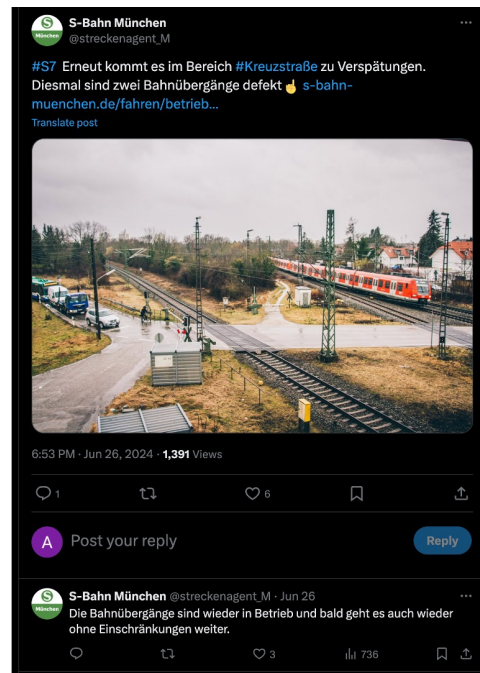 S-Bahn München
@streckenagent_M
#S7 Erneut kommt es im Bereich #Kreuzstraße zu Verspätungen.
Diesmal sind zwei Bahnübergänge defekt☝ s-bahn-
muenchen.de/fahren/betrieb...
Translate post
6:53 PM · Jun 26, 2024 · 1,391 Views
1
6
A
Post your reply
Reply
S-Bahn München @streckenagent_M · Jun 26
Die Bahnübergänge sind wieder in Betrieb und bald geht es auch wieder
ohne Einschränkungen weiter.
3
736